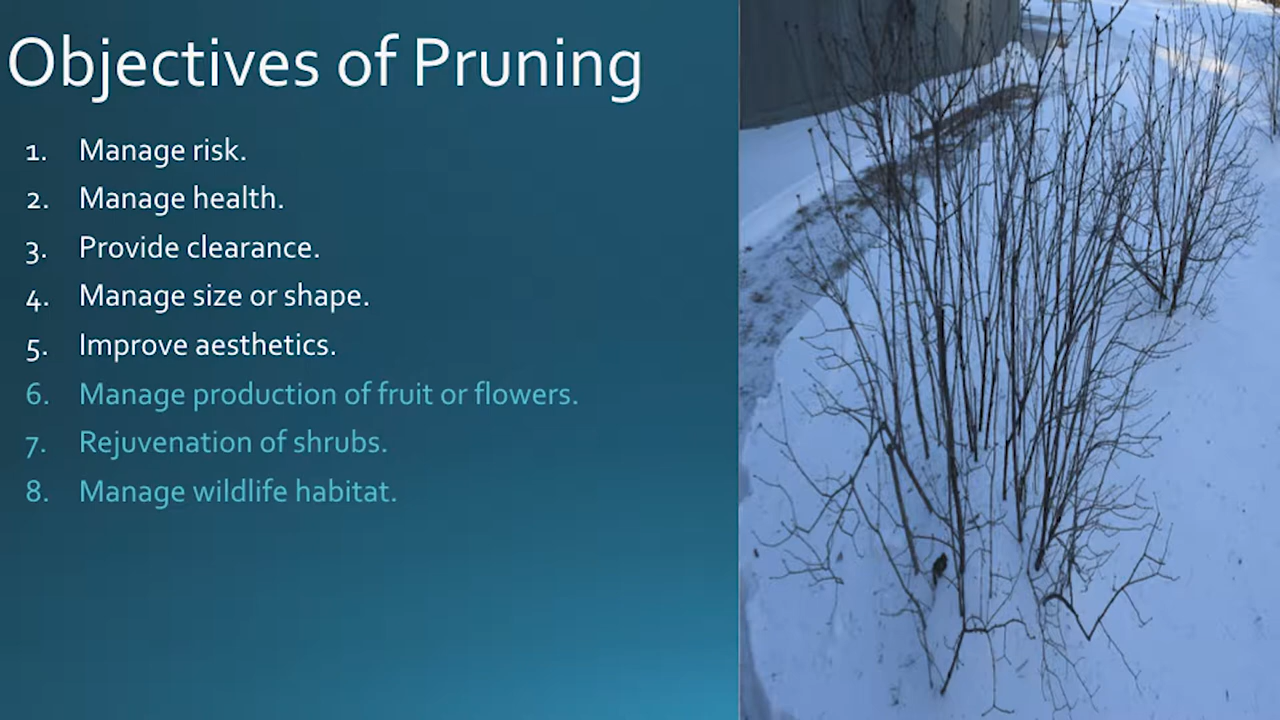 Objectives of Pruning
1. Manage risk.
2. Manage health.
3. Provide clearance.
4. Manage size or shape.
5. Improve aesthetics.
6. Manage production of fruit or flowers.
7. Rejuvenation of shrubs.
8. Manage wildlife habitat.